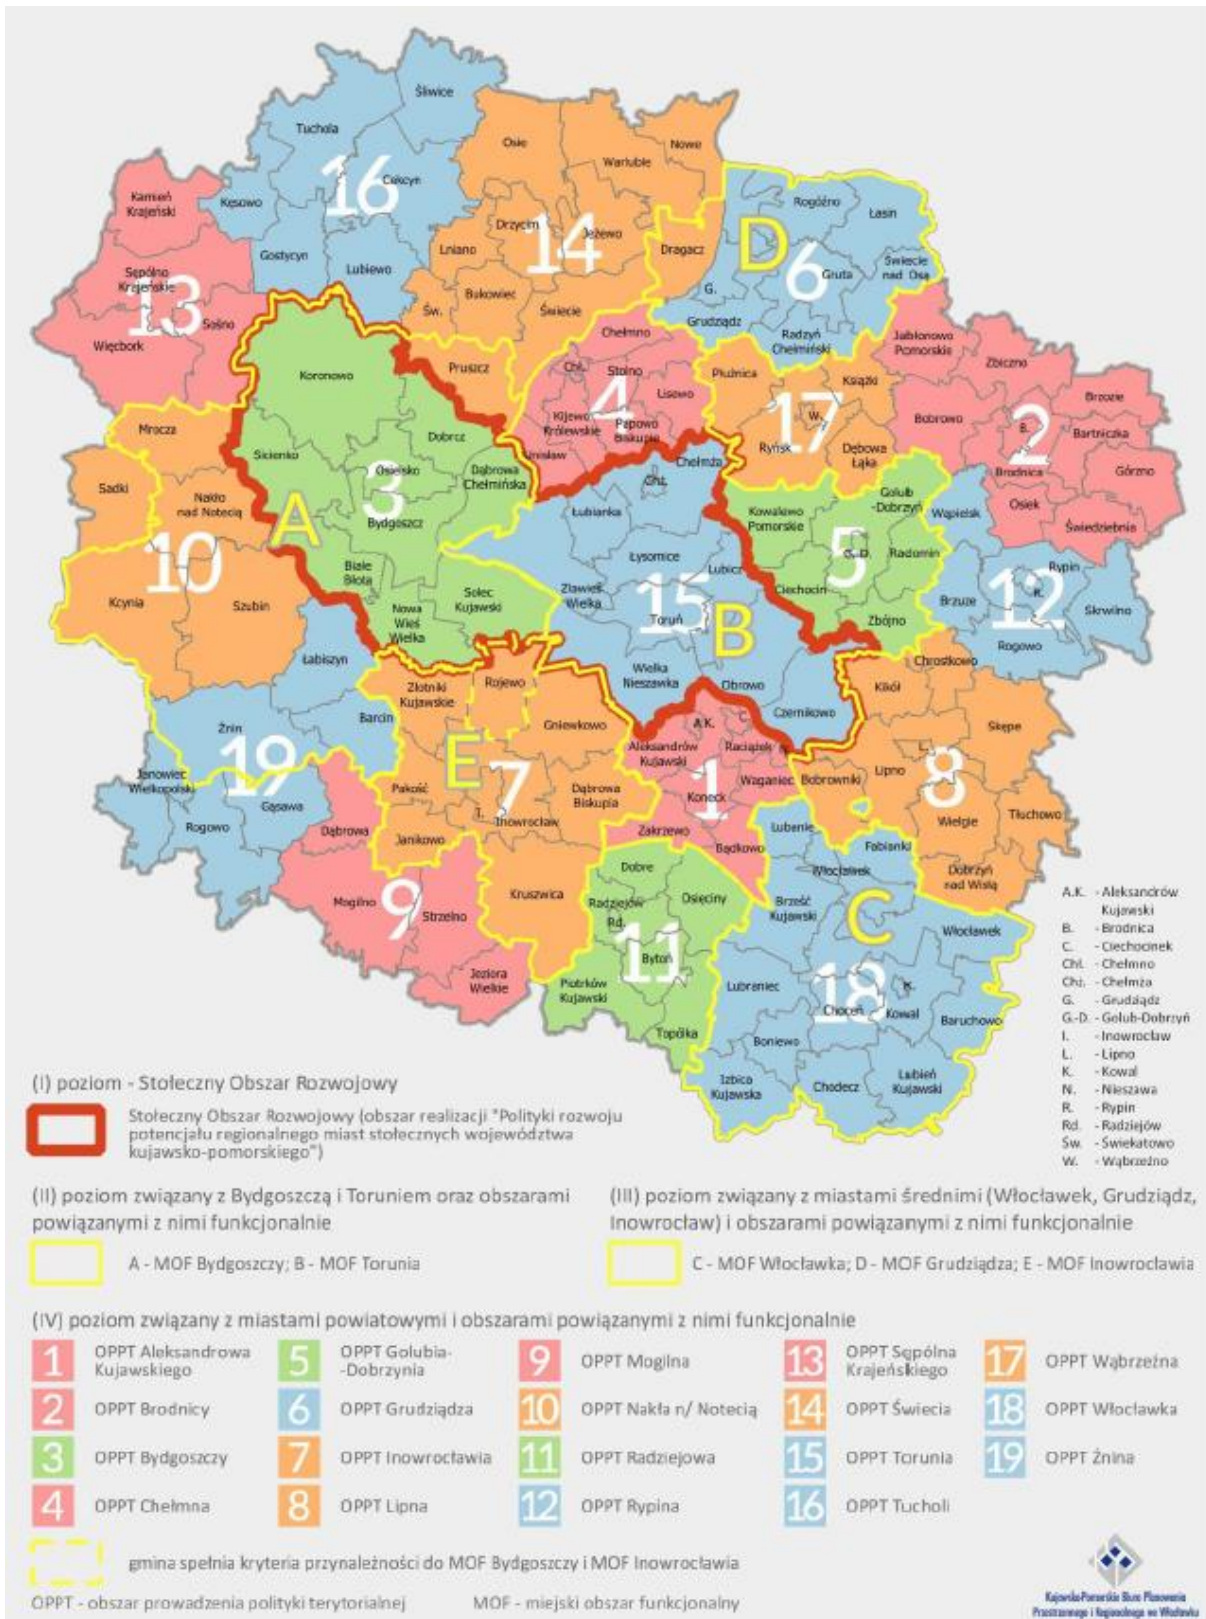 Śliwice
Tuchola
Osie
Nowe
Warlubie
16
Cekcyn
Kamień
Krajeński
Kęsowo
Rogóźno
Łasin
Drzycim
14
Jeżewo
D
Dragacz
Gostycyn
Lubiewo
Lniano
6
Gruta
Świecie
nad Osą
Sępólno
Krajeńskie
13
Sośno
Bukowiec
Św.
Świecie
G.
Grudziądz
Radzyń
Chełmiński
Więcbork
Chełmno
Jabłonowo
Pomorskie
Zbiczno
Koronowo
Pruszcz
Chł.
Stolno
4
Płużnica
Książki
17
W.
Lisewo
Brzozie
Bobrowo
2
B.
Bartniczka
Mrocza
Kijewo
Królewskie
Papowo
Biskupie
Unisław
Ryńsk
Dębowa
Łąka
Dobrcz
Sicienko
Osielsko
3
Dąbrowa
Chełmińska
Chełmża
Chż.
Brodnica
Górzno
Sadki
Nakło
nad Notecią
A
Bydgoszcz
Łubianka
Kowalewo
Pomorskie
Golub
-Dobrzyń
Wąpielsk
Osiek
Świedziebnia
10
Łysomice
5
G.-D.
Radomin
Rypin
12
R.
Białe
Błota
Lubicz
Kcynia
Szubin
Solec
Kujawski
Zławieś
Wielka
15
Toruń
B
Ciechocin
Brzuze
Skrwilno
Nowa
Wieś
Wielka
Zbójno
Rogowo
Łabiszyn
Wielka
Nieszawka
Obrowo
Chrostkowo
Złotniki
Kujawskie
Rojewo
Kikół
Barcin
Gniewkowo
A.K.
C.
Czernikowo
Skępe
Żnin
19
E
Aleksandrów
Kujawski
Raciążek
N.
L.
Janowiec
Wielkopolski
Pakość
7
I.
Inowrocław
Dąbrowa
Biskupia
1
Koneck
Waganiec
Bobrowniki
Lipno
8
Gąsawa
Rogowo
Dąbrowa
Janikowo
Zakrzewo
Lubanie
Wielgie
Tłuchowo
Bądkowo
Fabianki
Dobre
Włocławek
Dobrzyń
nad Wisłą
Kruszwica
Mogilno
9
Strzelno
Radziejów
Rd.
Osięciny
Brześć
Kujawski
C
Włocławek
11
Bytoń
Jeziora
Wielkie
Piotrków
Kujawski
Lubraniec
18
Choceń
K.
Kowal
Baruchowo
Topólka
Boniewo
Izbica
Kujawska
Chodecz
Lubień
Kujawski
A.K. - Aleksandrów
Kujawski
B. - Brodnica
C. - Ciechocinek
Chł. - Chełmno
Chż. - Chełmża
G. - Grudziądz
G.-D. - Golub-Dobrzyń
I. - Inowrocław
L. - Lipno
K. - Kowal
N. - Nieszawa
R. - Rypin
Rd. - Radziejów
Św. - Świekatowo
W. - Wąbrzeźno
(I) poziom - Stołeczny Obszar Rozwojowy
Stołeczny Obszar Rozwojowy (obszar realizacji "Polityki rozwoju
potencjału regionalnego miast stołecznych województwa
kujawsko-pomorskiego")
(II) poziom związany z Bydgoszczą i Toruniem oraz obszarami
powiązanymi z nimi funkcjonalnie
A - MOF Bydgoszczy; B - MOF Torunia
(III) poziom związany z miastami średnimi (Włocławek, Grudziądz,
Inowrocław) i obszarami powiązanymi z nimi funkcjonalnie
C - MOF Włocławka; D - MOF Grudziądza; E - MOF Inowrocławia
(IV) poziom związany z miastami powiatowymi i obszarami powiązanymi z nimi funkcjonalnie
1 OPPT Aleksandrowa
Kujawskiego
2 OPPT Brodnicy
3 OPPT Bydgoszczy
4 OPPT Chełmna
5 OPPT Golubia-
-Dobrzynia
6 OPPT Grudziądza
7 OPPT Inowrocławia
8 OPPT Lipna
9 OPPT Mogilna
10 OPPT Nakła n/ Notecią
11 OPPT Radziejowa
12 OPPT Rypina
13 OPPT Sępólna
Krajeńskiego
14 OPPT Świecia
15 OPPT Torunia
16 OPPT Tucholi
17 OPPT Wąbrzeźna
18 OPPT Włocławka
19 OPPT Żnina
gmina spełnia kryteria przynależności do MOF Bydgoszczy i MOF Inowrocławia
OPPT - obszar prowadzenia polityki terytorialnej
MOF - miejski obszar funkcjonalny
Kujawsko-Pomorskie Biuro Planowania
Przestrzennego i Regionalnego we Włocławku